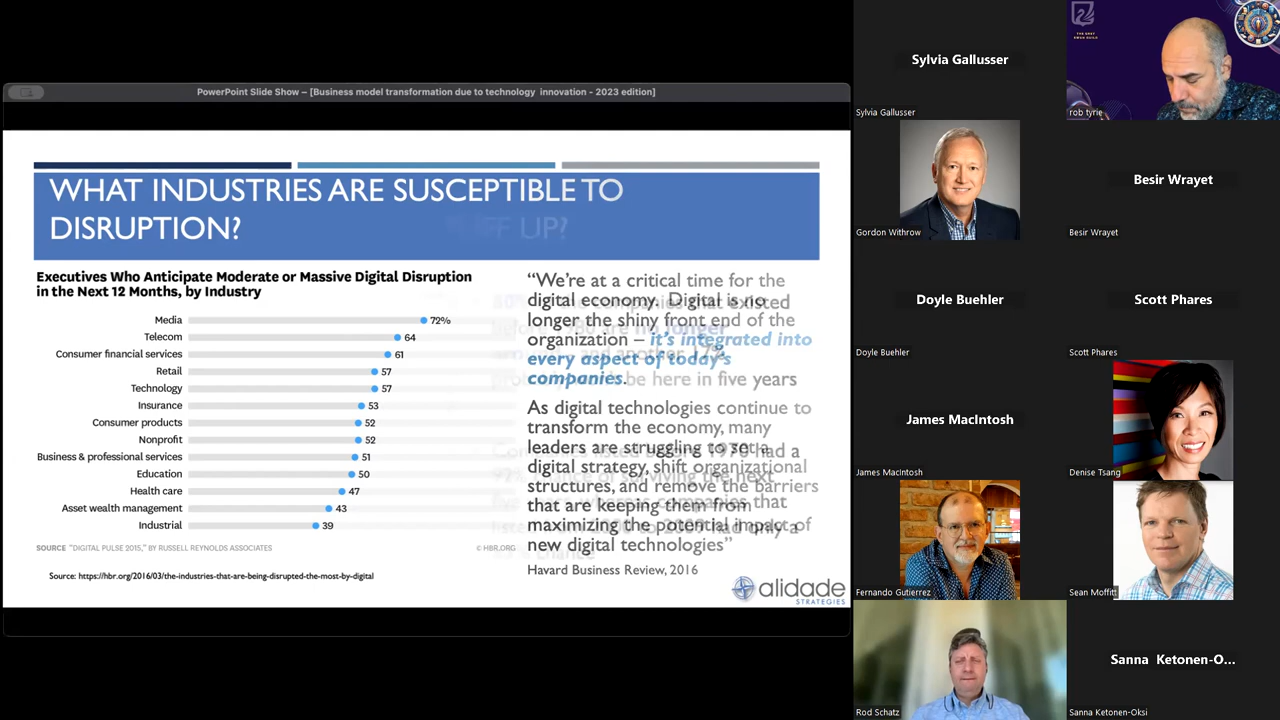 PowerPoint Slide Show – [Business model transformation due to technology innovation - 2023 edition]
WHAT INDUSTRIES ARE SUSCEPTIBLE TO
DISRUPTION?
Executives Who Anticipate Moderate or Massive Digital Disruption
in the Next 12 Months, by Industry
Media 72%
Telecom 64
Consumer financial services 61
Retail 57
Technology 57
Insurance 53
Consumer products 52
Nonprofit 52
Business & professional services 51
Education 50
Health care 47
Asset wealth management 43
Industrial 39
SOURCE "DIGITAL PULSE 2015," BY RUSSELL REYNOLDS ASSOCIATES
© HBR.ORG
Source: https://hbr.org/2016/03/the-industries-that-are-being-disrupted-the-most-by-digital
“We’re at a critical time for the
digital economy. Digital is no
longer the shiny front end of the
organization – it’s integrated into
every aspect of today’s
companies.
As digital technologies continue to
transform the economy, many
leaders are struggling to set a
digital strategy, shift organizational
structures, and remove the barriers
that are keeping them from
maximizing the potential impact of
new digital technologies”
Havard Business Review, 2016
alidade
STRATEGIES
Sylvia Gallusser
Sylvia Gallusser
rob tyrie
Gordon Withrow
Besir Wrayet
Besir Wrayet
Doyle Buehler
Doyle Buehler
Scott Phares
Scott Phares
James MacIntosh
James MacIntosh
Denise Tsang
Fernando Gutierrez
Sean Moffitt
Rod Schatz
Sanna Ketonen-O...
Sanna Ketonen-Oksi